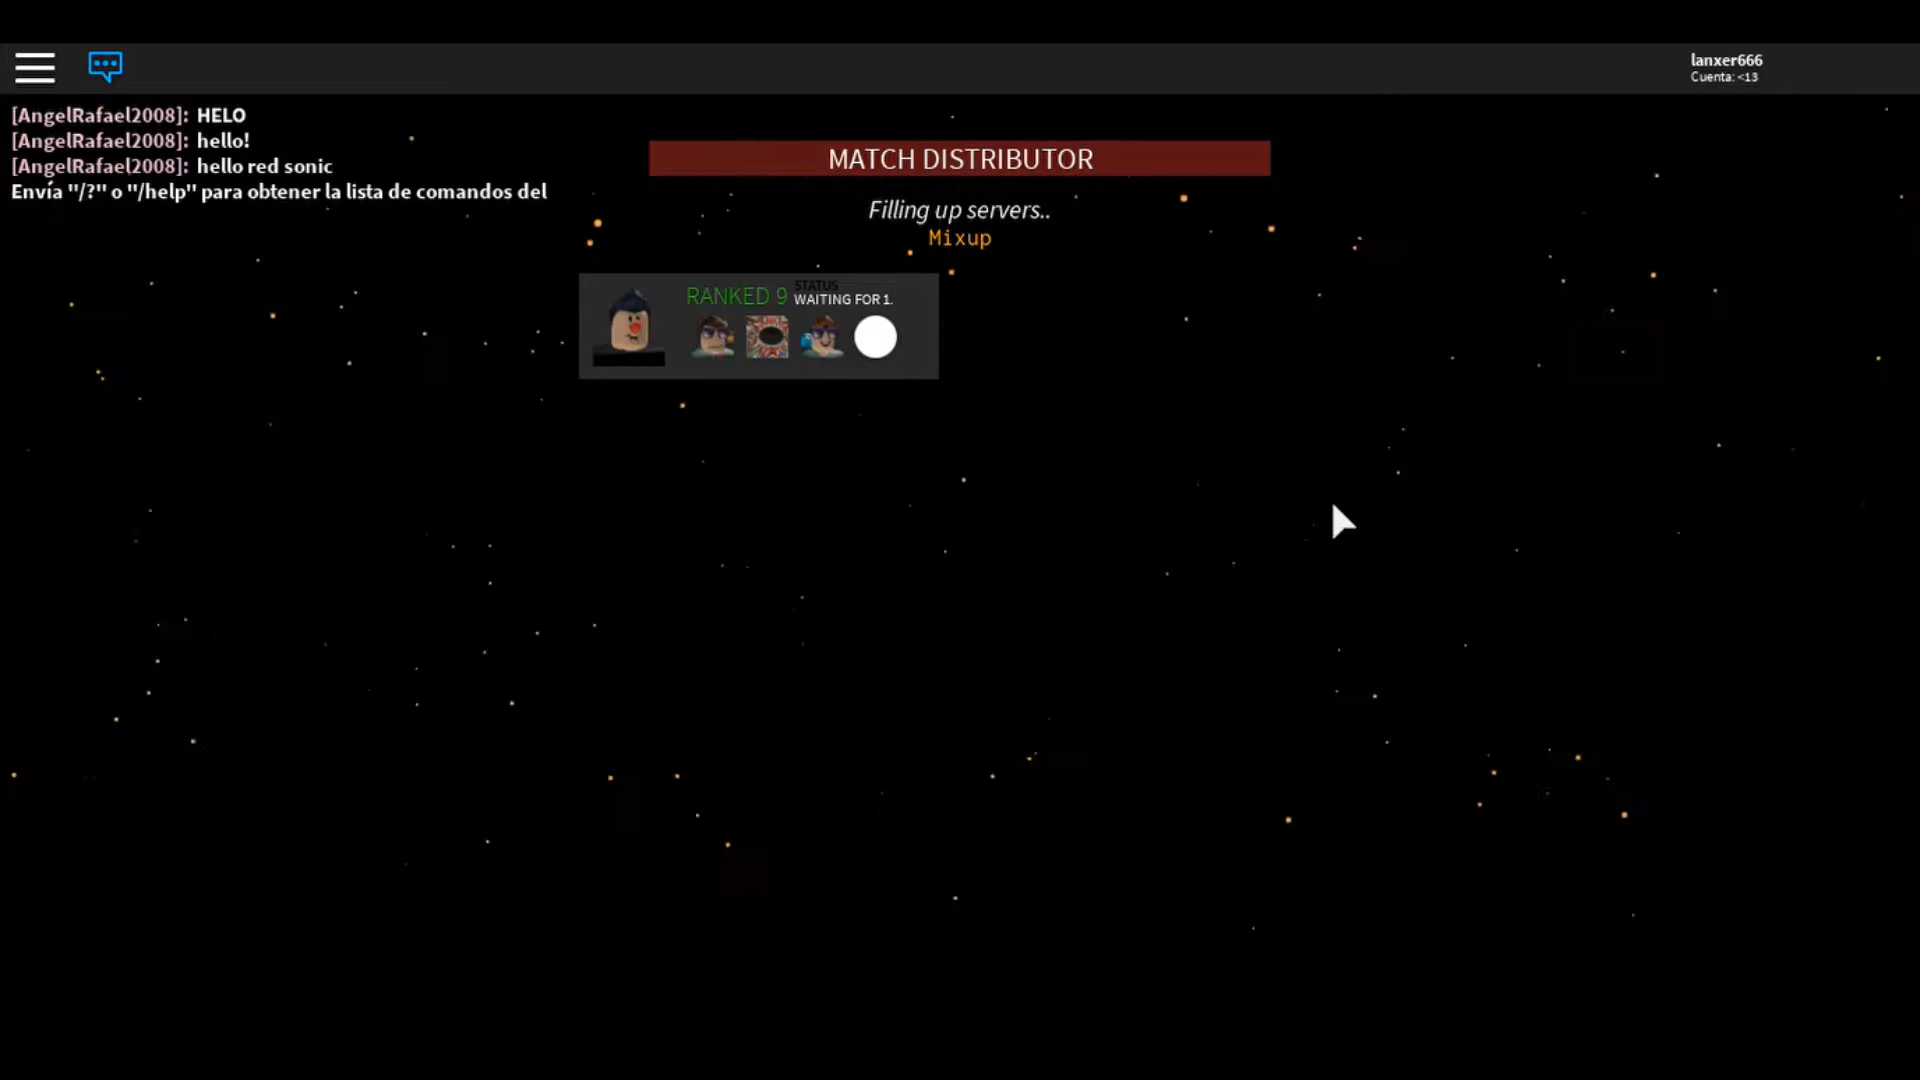 lanxer666
Cuenta: <13
[AngelRafael2008]: HELO
[AngelRafael2008]: hello!
[AngelRafael2008]: hello red sonic
Envía "/?" o "/help" para obtener la lista de comandos del
MATCH DISTRIBUTOR
Filling up servers..
Mixup
RANKED 9
STATUS
WAITING FOR 1.